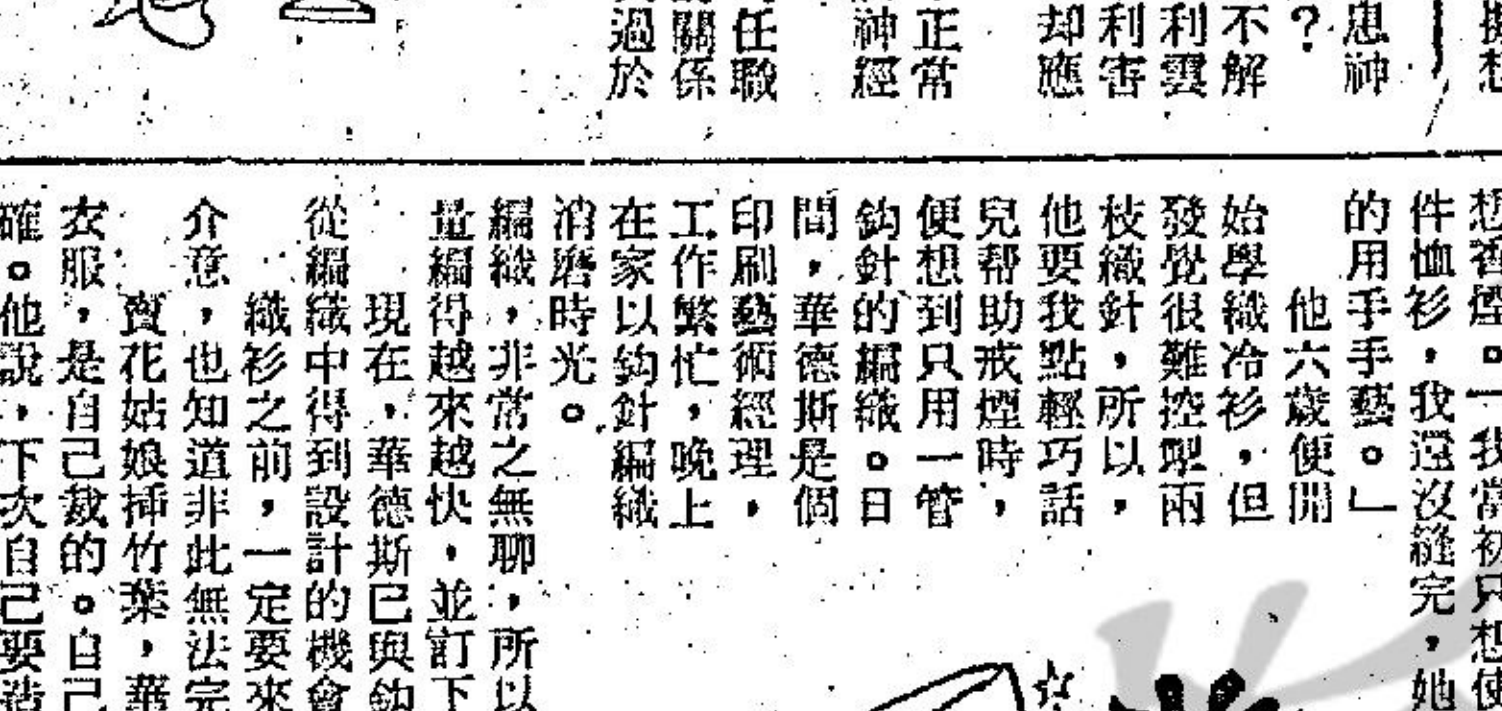 想
患神
？
不解
利雲
利害
却應
正常
神經
任職
關係
過於
想香煙。一我當初只想使
件恤衫，我還沒縫完，她
的用手手藝。」
他六歲便開
始學織冷衫，但
發覺很難控掣兩
枝織針，所以，
他要我點輕巧話
兒帮助戒煙時，
便想到只用一管
鈎針的編織。日
間，華德斯是個
印刷藝術經理，
工作繁忙，晚上
在家以鈎針編織
消磨時光。
編織，非常之無聊，所以
量編得越來越快，並訂下
現在，華德斯已與鈎
從編織中得到設計的機會
織衫之前，一定要來
介意，也知道非此無法完
賣花姑娘挿竹葉，華
衣服，是自己裁的。自己
確。他說，下次自己要造